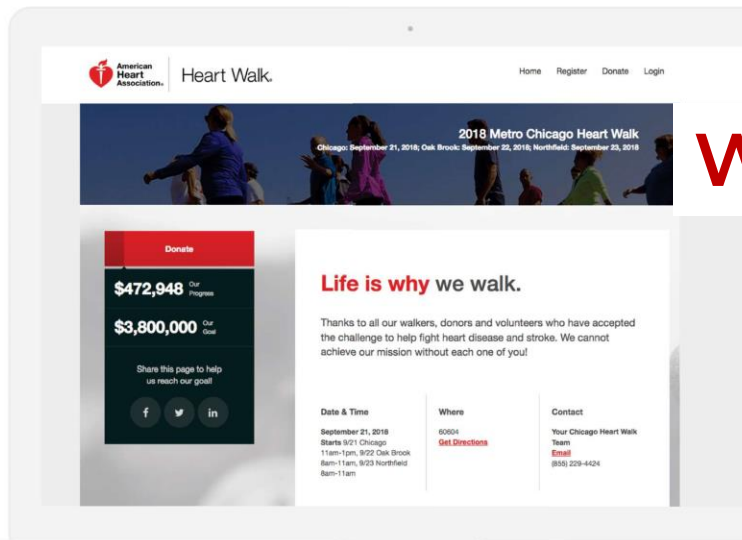 American
Heart
Association®
Heart Walk®
Home Register Donate Login
2018 Metro Chicago Heart Walk
Chicago: September 21, 2018; Oak Brook: September 22, 2018; Northfield: September 23, 2018
W
Donate
$472,948 Our Progress
$3,800,000 Our Goal
Share this page to help
us reach our goal!
f in
Life is why we walk.
Thanks to all our walkers, donors and volunteers who have accepted
the challenge to help fight heart disease and stroke. We cannot
achieve our mission without each one of you!
Date & Time
September 21, 2018
Starts 9/21 Chicago
11am-1pm, 9/22 Oak Brook
8am-11am, 9/23 Northfield
8am-11am
Where
60604
Get Directions
Contact
Your Chicago Heart Walk
Team
Email
(855) 229-4424